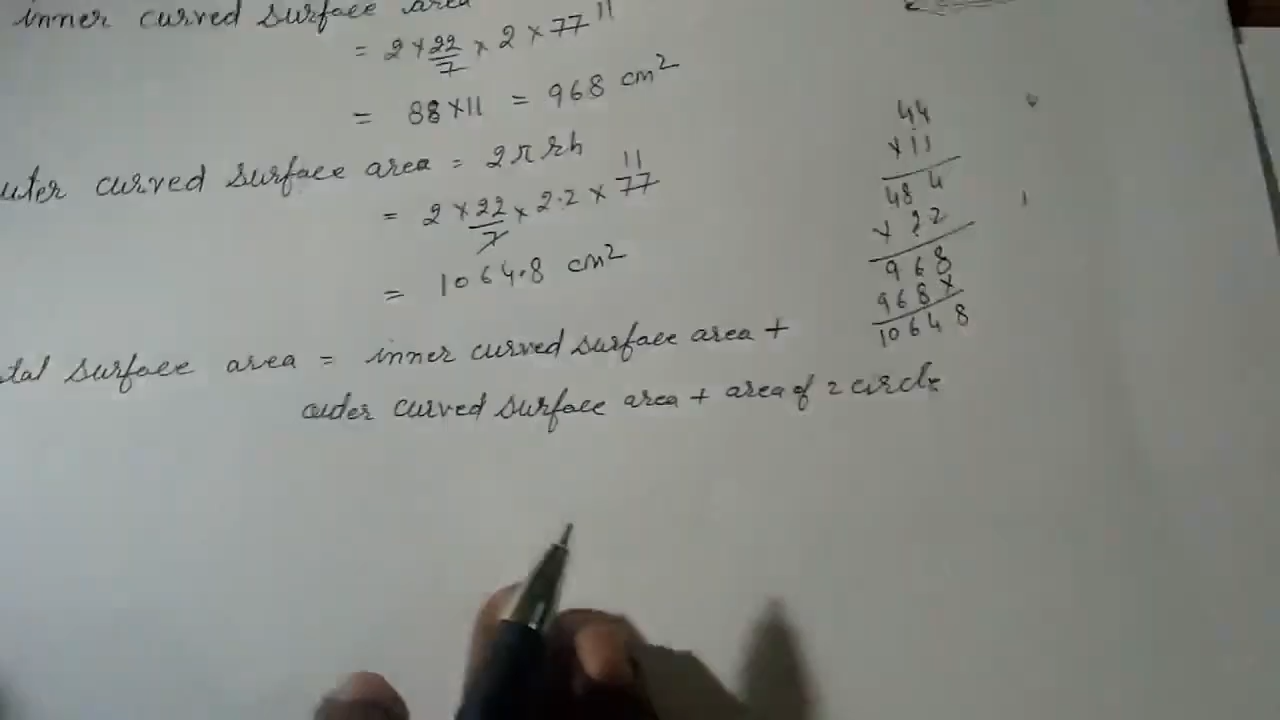 inner curved surface area
= 2 × 22/7 × 2 × 77 11
= 88 × 11 = 968 cm²
uter curved surface area = 2πrh
= 2 × 22/7 × 2.2 × 77 11
= 1064.8 cm²
tal surface area = inner curved surface area +
outer curved surface area + area of 2 circle
44
× 11
484
× 22
968
968×
10648